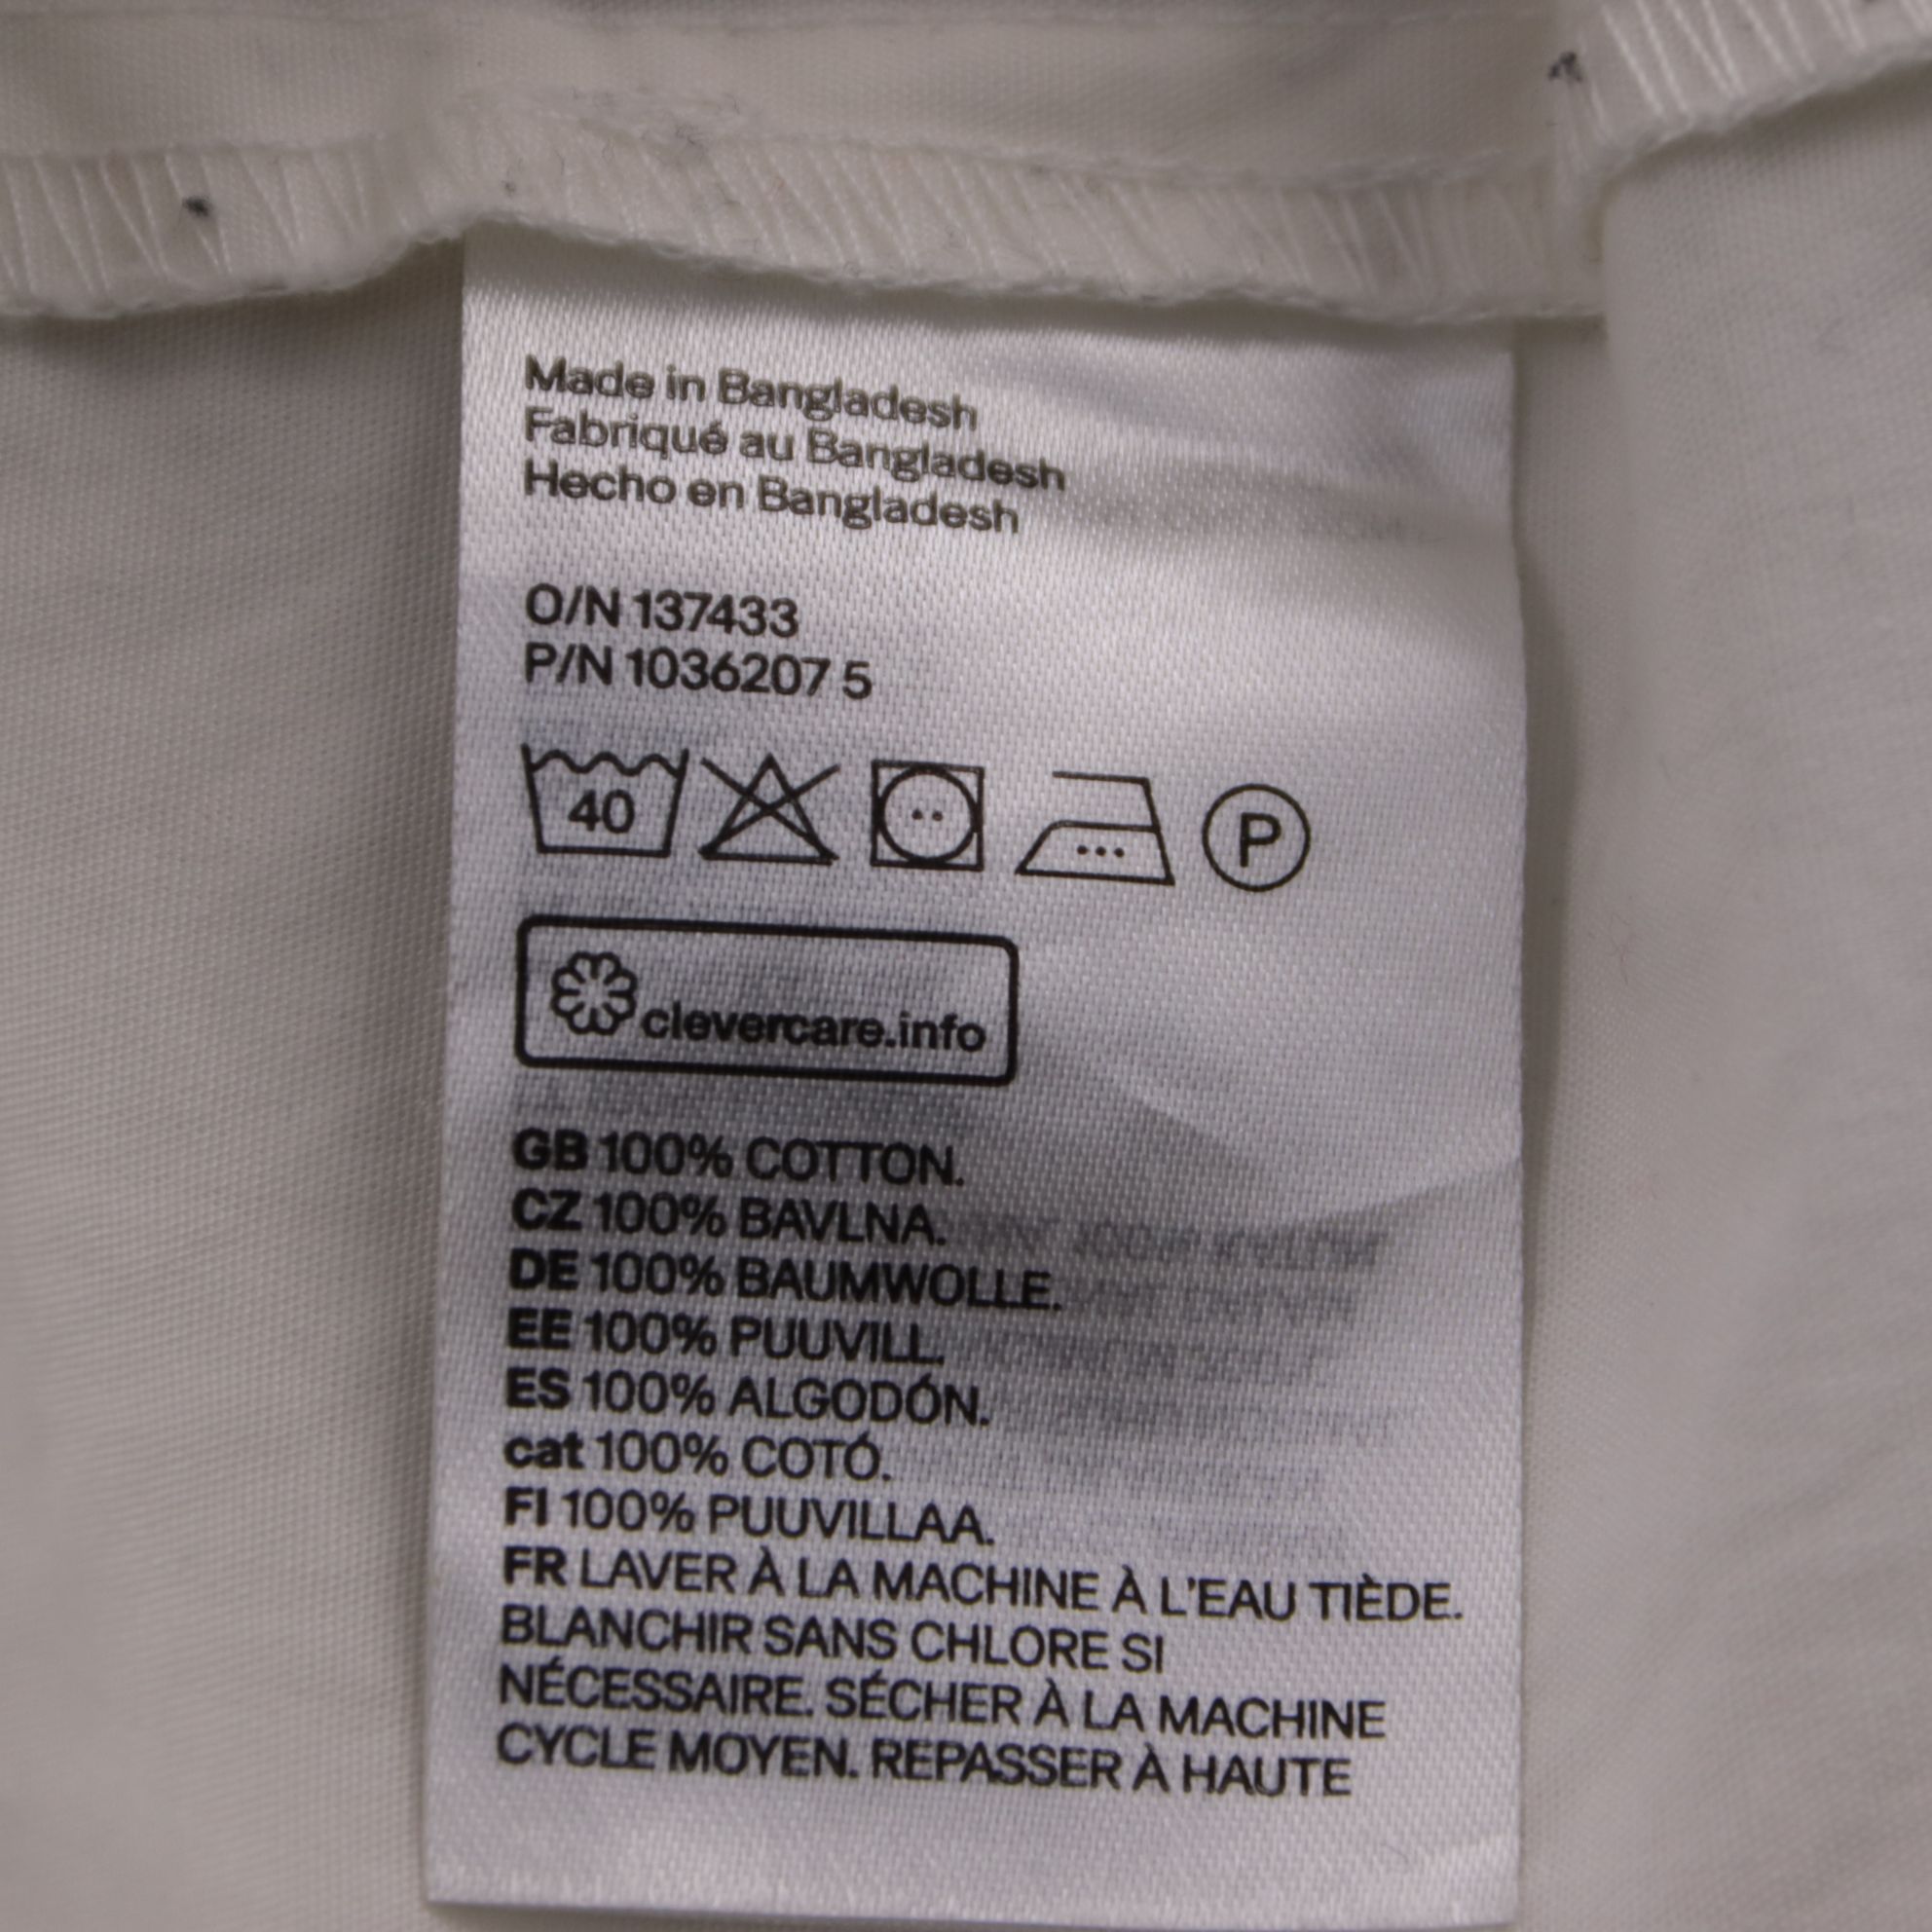 Made in Bangladesh
Fabriqué au Bangladesh
Hecho en Bangladesh
O/N 137433
P/N 1036207 5
40
P
clevercare.info
GB 100% COTTON.
CZ 100% BAVLNA.
DE 100% BAUMWOLLE.
EE 100% PUUVILL.
ES 100% ALGODÓN.
cat 100% COTÓ.
FI 100% PUUVILLAA.
FR LAVER À LA MACHINE À L'EAU TIÈDE.
BLANCHIR SANS CHLORE SI
NÉCESSAIRE. SÉCHER À LA MACHINE
CYCLE MOYEN. REPASSER À HAUTE